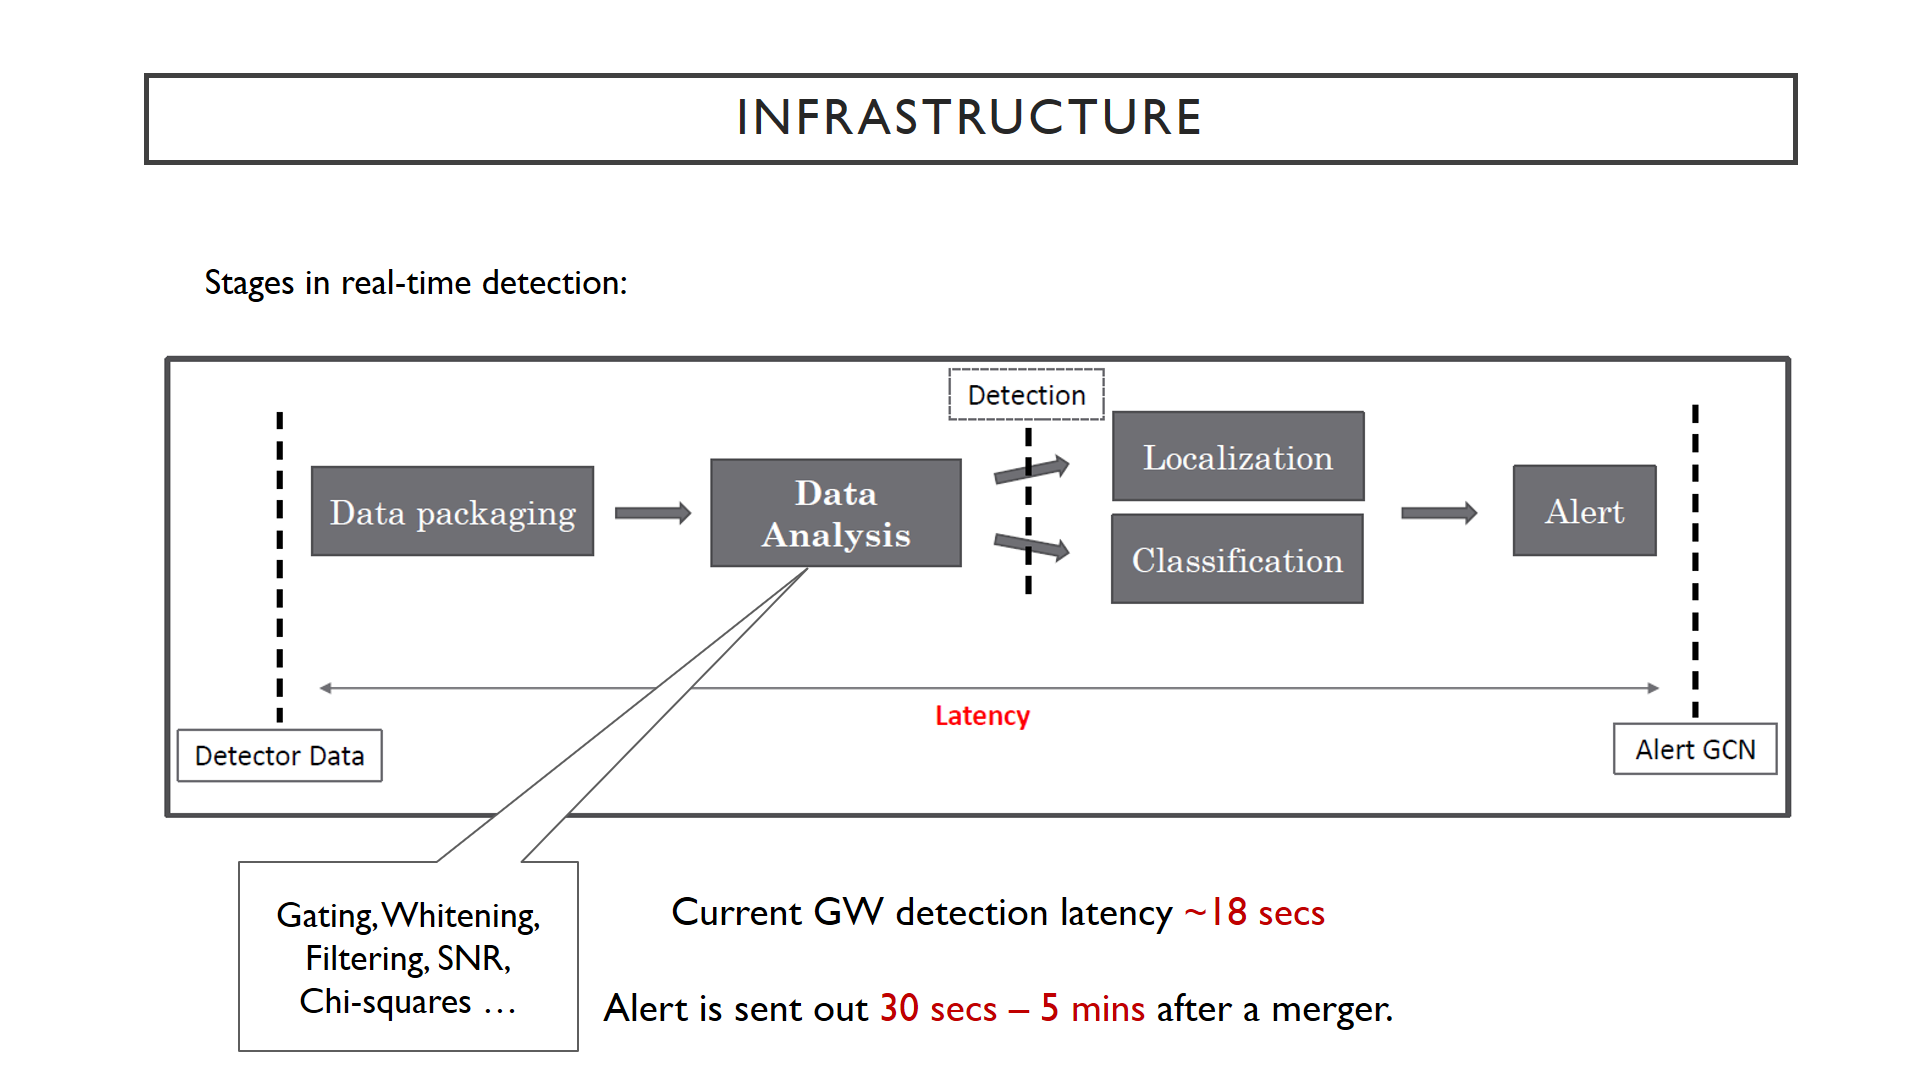 INFRASTRUCTURE
Stages in real-time detection:
Detection
Data packaging
Data
Analysis
Localization
Classification
Alert
Latency
Detector Data
Alert GCN
Gating, Whitening,
Filtering, SNR,
Chi-squares …
Current GW detection latency ~18 secs
Alert is sent out 30 secs – 5 mins after a merger.